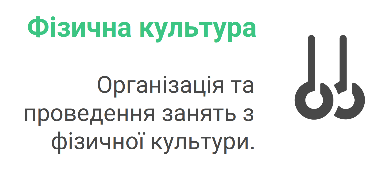 Фізична культура
Організація та
проведення занять з
фізичної культури.